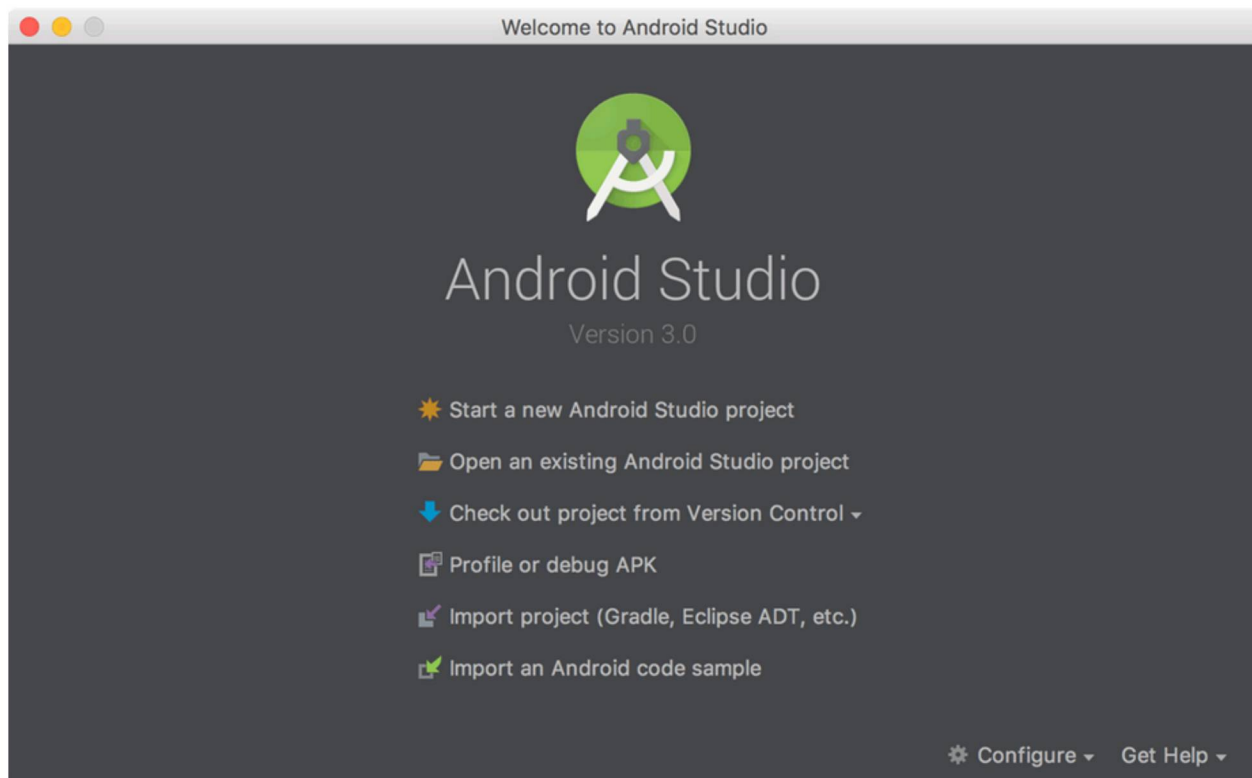 Welcome to Android Studio
Android Studio
Version 3.0
Start a new Android Studio project
Open an existing Android Studio project
Check out project from Version Control
Profile or debug APK
Import project (Gradle, Eclipse ADT, etc.)
Import an Android code sample
Configure Get Help